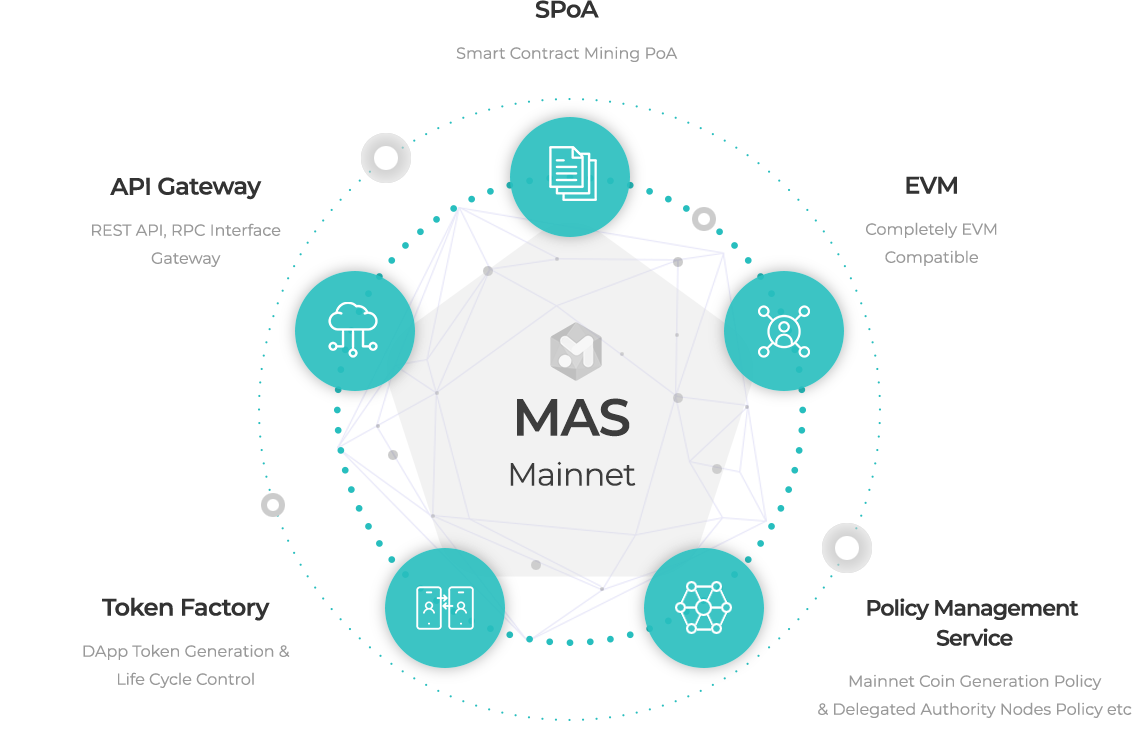 SPoA
Smart Contract Mining PoA
API Gateway
REST API, RPC Interface
Gateway
EVM
Completely EVM
Compatible
MAS
Mainnet
Token Factory
DApp Token Generation &
Life Cycle Control
Policy Management
Service
Mainnet Coin Generation Policy
& Delegated Authority Nodes Policy etc